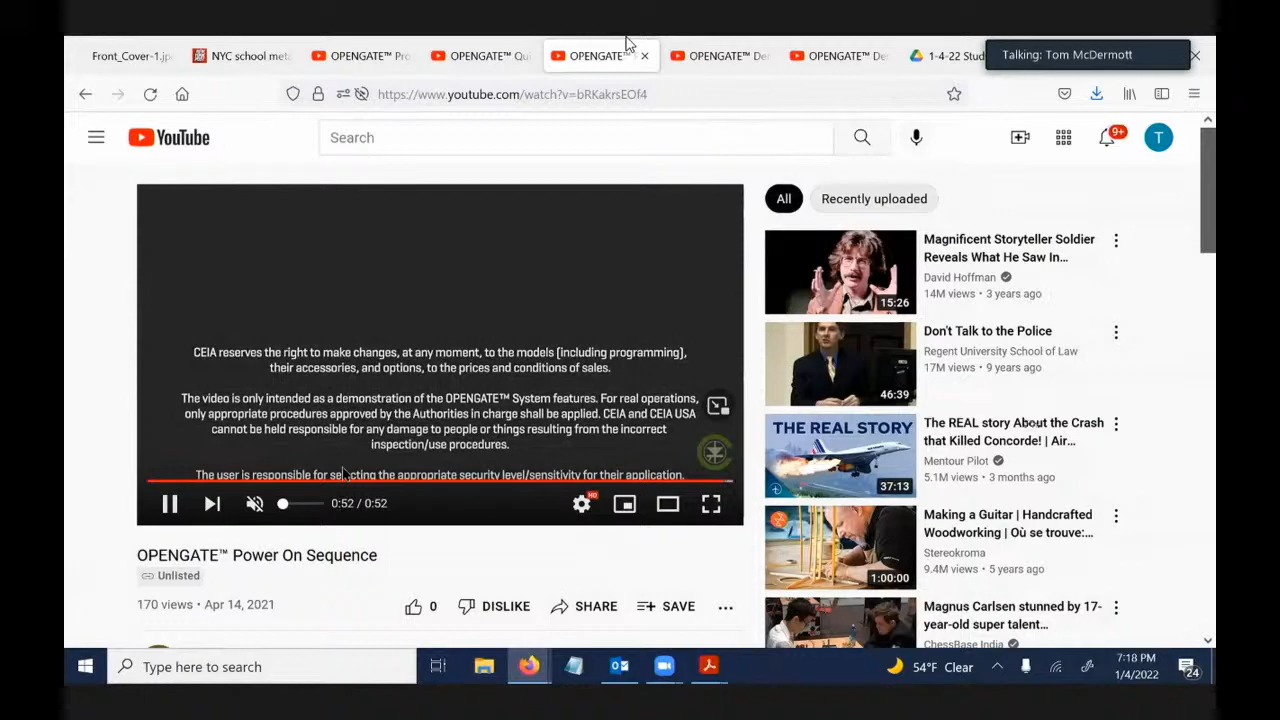 Front_Cover-1.jp
NYC school met
OPENGATE™ Pro
OPENGATE™ Qu
OPENGATE™
OPENGATE™ De
OPENGATE™ De
1-4-22 Stud
Talking: Tom McDermott
https://www.youtube.com/watch?v=bRKakrsEOf4
YouTube
Search
9+
T
CEIA reserves the right to make changes, at any moment, to the models (including programming),
their accessories, and options, to the prices and conditions of sales.
The video is only intended as a demonstration of the OPENGATE™ System features. For real operations,
only appropriate procedures approved by the Authorities in charge shall be applied. CEIA and CEIA USA
cannot be held responsible for any damage to people or things resulting from the incorrect
inspection/use procedures.
The user is responsible for selecting the appropriate security level/sensitivity for their application.
0:52 / 0:52
HD
OPENGATE™ Power On Sequence
Unlisted
170 views • Apr 14, 2021
0
DISLIKE
SHARE
SAVE
All
Recently uploaded
15:26
Magnificent Storyteller Soldier
Reveals What He Saw In...
David Hoffman
14M views • 3 years ago
46:39
Don't Talk to the Police
Regent University School of Law
17M views • 9 years ago
THE REAL STORY
37:13
The REAL story About the Crash
that Killed Concorde! | Air...
Mentour Pilot
5.1M views • 3 months ago
1:00:00
Making a Guitar | Handcrafted
Woodworking | Où se trouve:...
Stereokroma
9.4M views • 5 years ago
Magnus Carlsen stunned by 17-
year-old super talent...
ChessBase India
Type here to search
54°F Clear
7:18 PM
1/4/2022
24